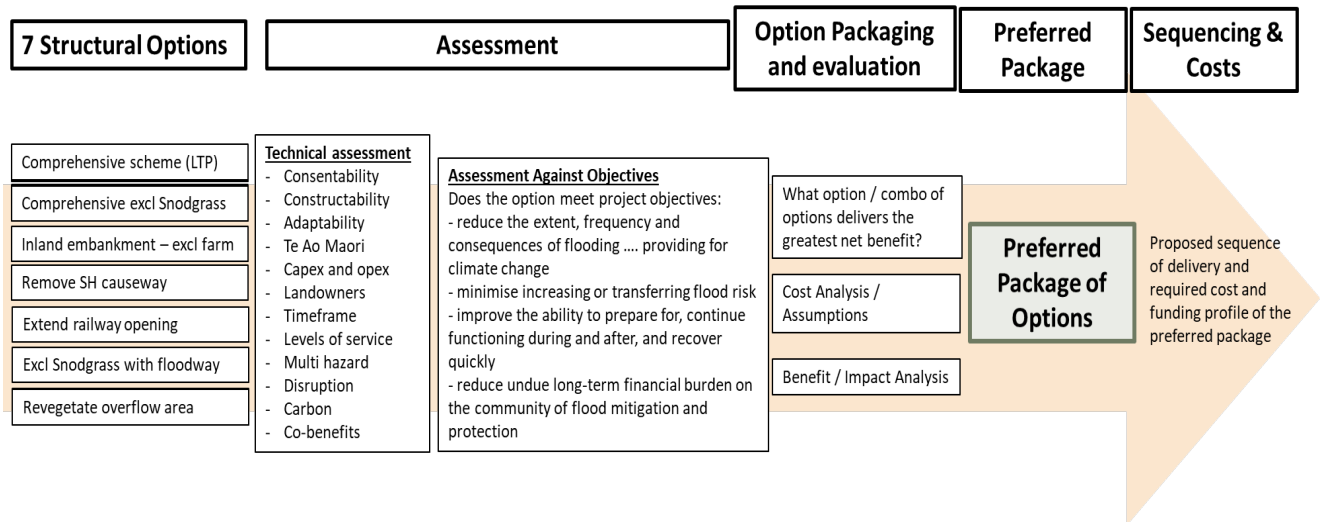 7 Structural Options
Assessment
Option Packaging
and evaluation
Preferred
Package
Sequencing &
Costs
Comprehensive scheme (LTP)
Comprehensive excl Snodgrass
Inland embankment – excl farm
Remove SH causeway
Extend railway opening
Excl Snodgrass with floodway
Revegetate overflow area
Technical assessment
- Consentability
- Constructability
- Adaptability
- Te Ao Maori
- Capex and opex
- Landowners
- Timeframe
- Levels of service
- Multi hazard
- Disruption
- Carbon
- Co-benefits
Assessment Against Objectives
Does the option meet project objectives:
- reduce the extent, frequency and
consequences of flooding .... providing for
climate change
- minimise increasing or transferring flood risk
- improve the ability to prepare for, continue
functioning during and after, and recover
quickly
- reduce undue long-term financial burden on
the community of flood mitigation and
protection
What option / combo of
options delivers the
greatest net benefit?
Cost Analysis /
Assumptions
Benefit / Impact Analysis
Preferred
Package of
Options
Proposed sequence
of delivery and
required cost and
funding profile of the
preferred package